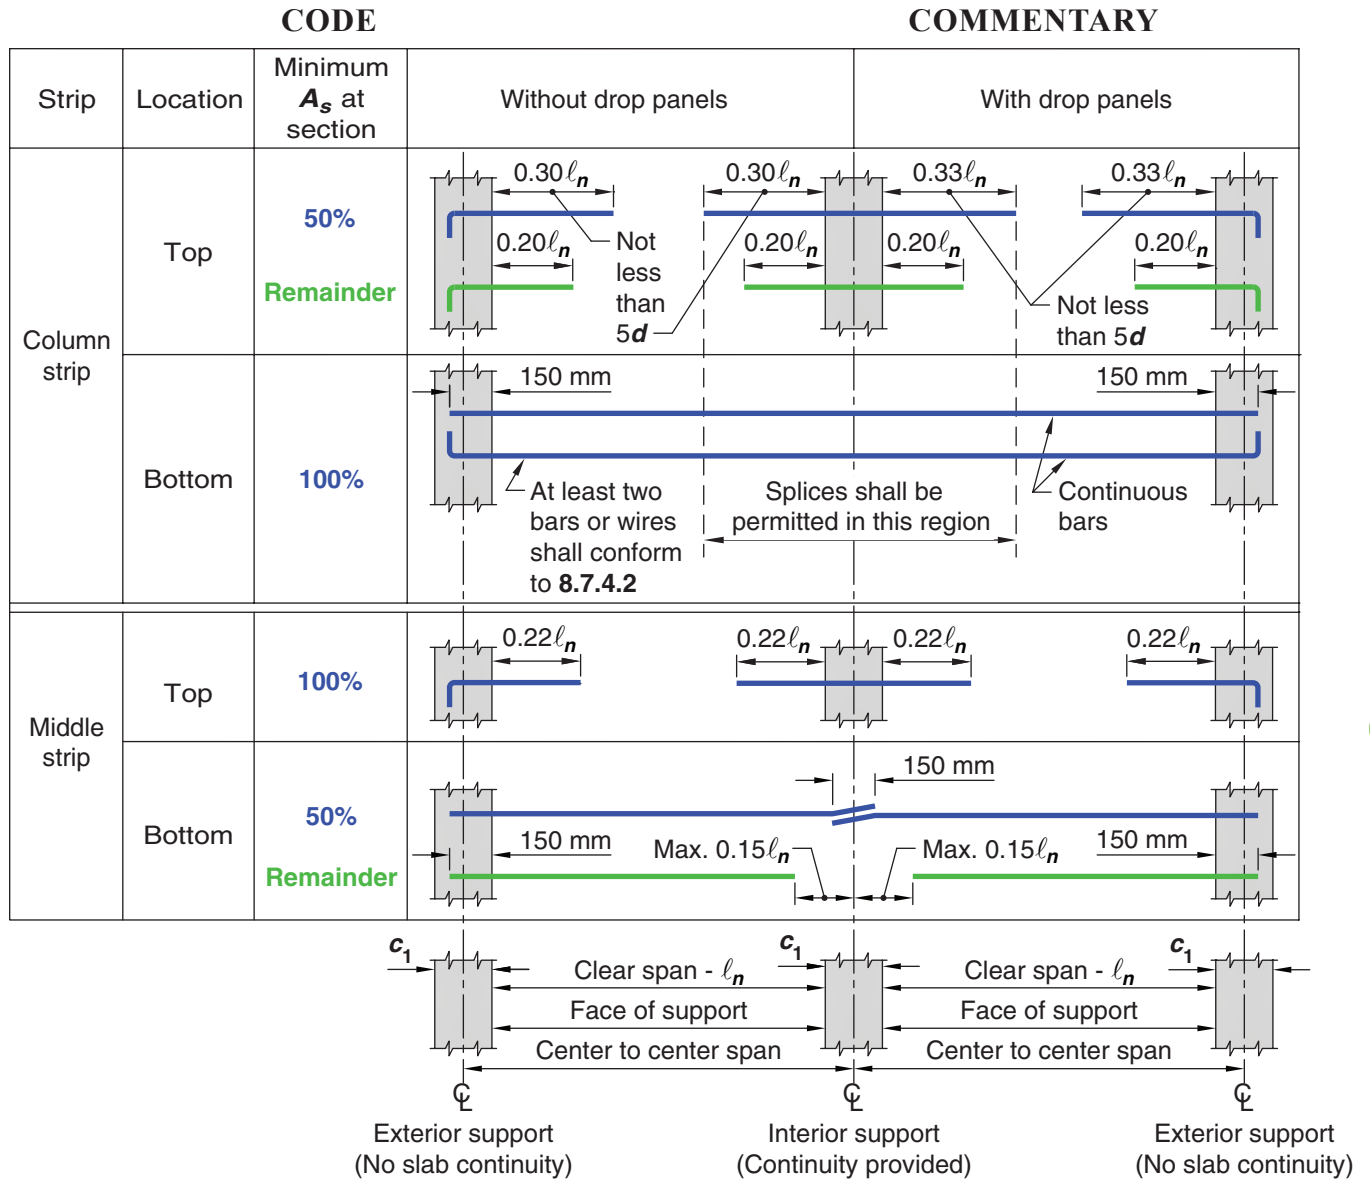 CODE COMMENTARY
Strip Location Minimum A_s at section Without drop panels With drop panels
Column strip
Top
50%
Remainder
0.30ℓn 0.30ℓn 0.33ℓn 0.33ℓn
0.20ℓn 0.20ℓn 0.20ℓn 0.20ℓn
Not
less
than
5d
Not less
than 5d
Bottom
100%
150 mm 150 mm
At least two
bars or wires
shall conform
to 8.7.4.2
Splices shall be
permitted in this region
Continuous
bars
Middle strip
Top
100%
0.22ℓn 0.22ℓn 0.22ℓn 0.22ℓn
Bottom
50%
Remainder
150 mm
150 mm Max. 0.15ℓn Max. 0.15ℓn 150 mm
c1 c1 c1
Clear span - ℓn Clear span - ℓn
Face of support Face of support
Center to center span Center to center span
℄ ℄ ℄
Exterior support Interior support Exterior support
(No slab continuity) (Continuity provided) (No slab continuity)